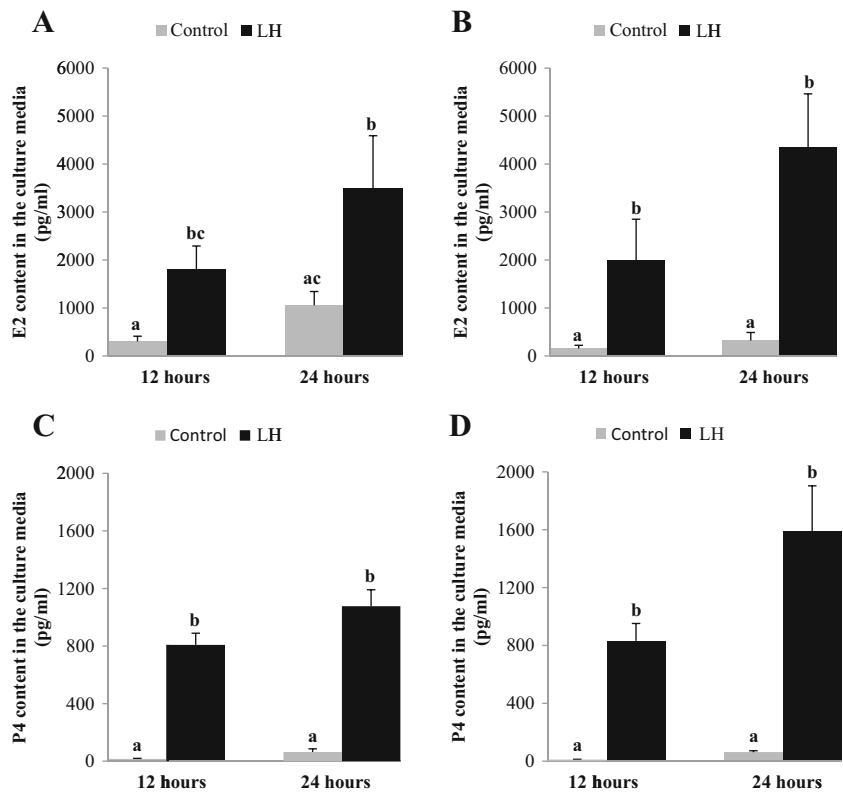 A
Control LH
E2 content in the culture media
(pg/ml)
6000
5000
4000
3000
2000
1000
0
a
bc
ac
b
12 hours 24 hours
B
Control LH
E2 content in the culture media
(pg/ml)
6000
5000
4000
3000
2000
1000
0
a
b
a
b
12 hours 24 hours
C
Control LH
P4 content in the culture media
(pg/ml)
2000
1600
1200
800
400
0
a
b
a
b
12 hours 24 hours
D
Control LH
P4 content in the culture media
(pg/ml)
2000
1600
1200
800
400
0
a
b
a
b
12 hours 24 hours